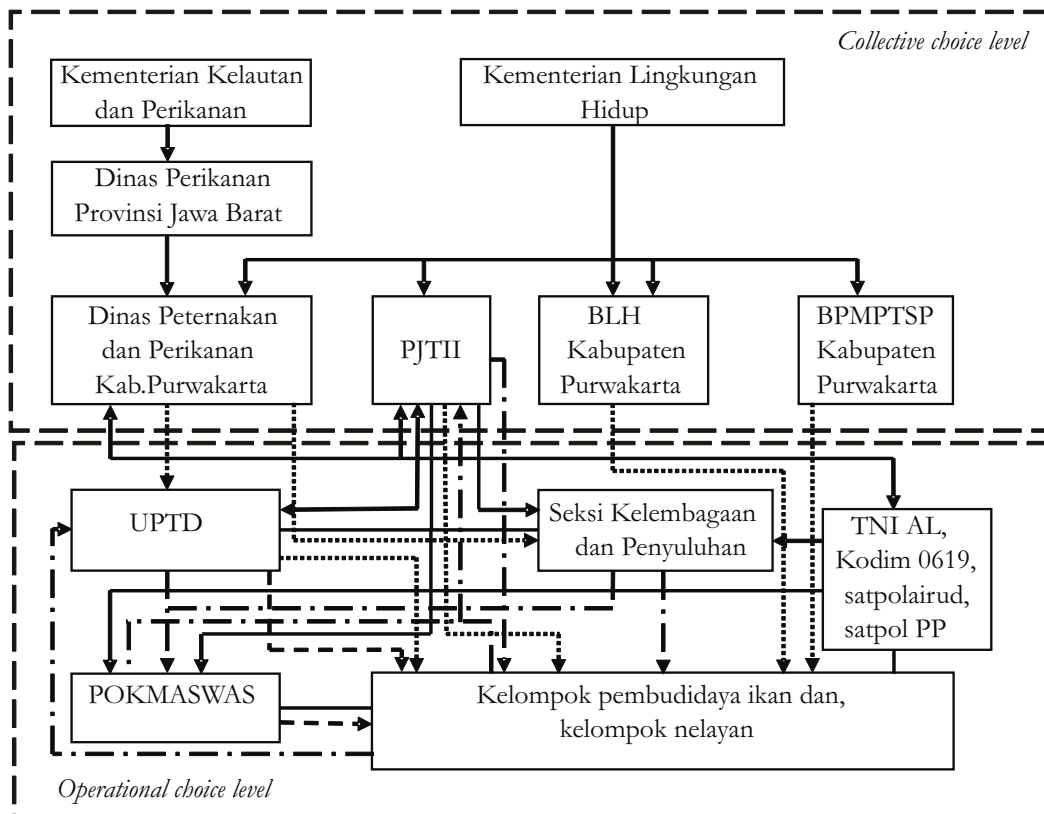 Collective choice level
Kementerian Kelautan
dan Perikanan
Kementerian Lingkungan
Hidup
Dinas Perikanan
Provinsi Jawa Barat
Dinas Peternakan
dan Perikanan
Kab.Purwakarta
PJTII
BLH
Kabupaten
Purwakarta
BPMPTSP
Kabupaten
Purwakarta
UPTD
Seksi Kelembagaan
dan Penyuluhan
TNI AL,
Kodim 0619,
satpolairud,
satpol PP
POKMASWAS
Kelompok pembudidaya ikan dan,
kelompok nelayan
Operational choice level